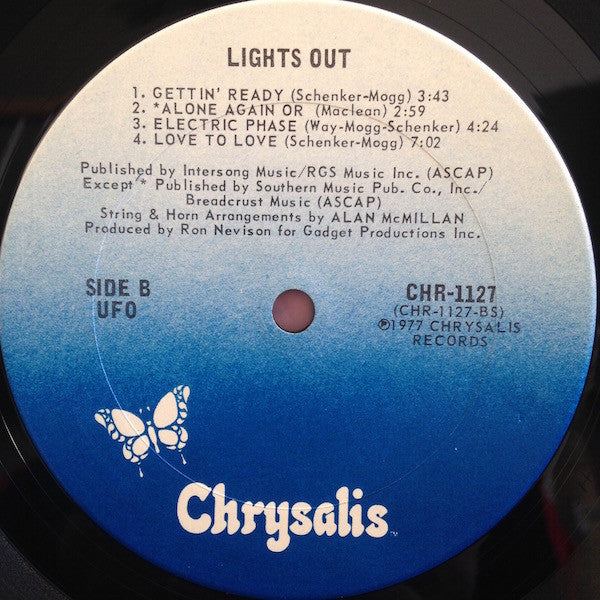 LIGHTS OUT
1. GETTIN' READY (Schenker-Mogg) 3:43
2. *ALONE AGAIN OR (Maclean) 2:59
3. ELECTRIC PHASE (Way-Mogg-Schenker) 4:24
4. LOVE TO LOVE (Schenker-Mogg) 7:02
Published by Intersong Music/RGS Music Inc. (ASCAP)
Except * Published by Southern Music Pub. Co., Inc./
Breadcrust Music (ASCAP)
String & Horn Arrangements by ALAN McMILLAN
Produced by Ron Nevison for Gadget Productions Inc.
SIDE B
UFO
CHR-1127
(CHR-1127-BS)
℗1977 CHRYSALIS
RECORDS
Chrysalis™